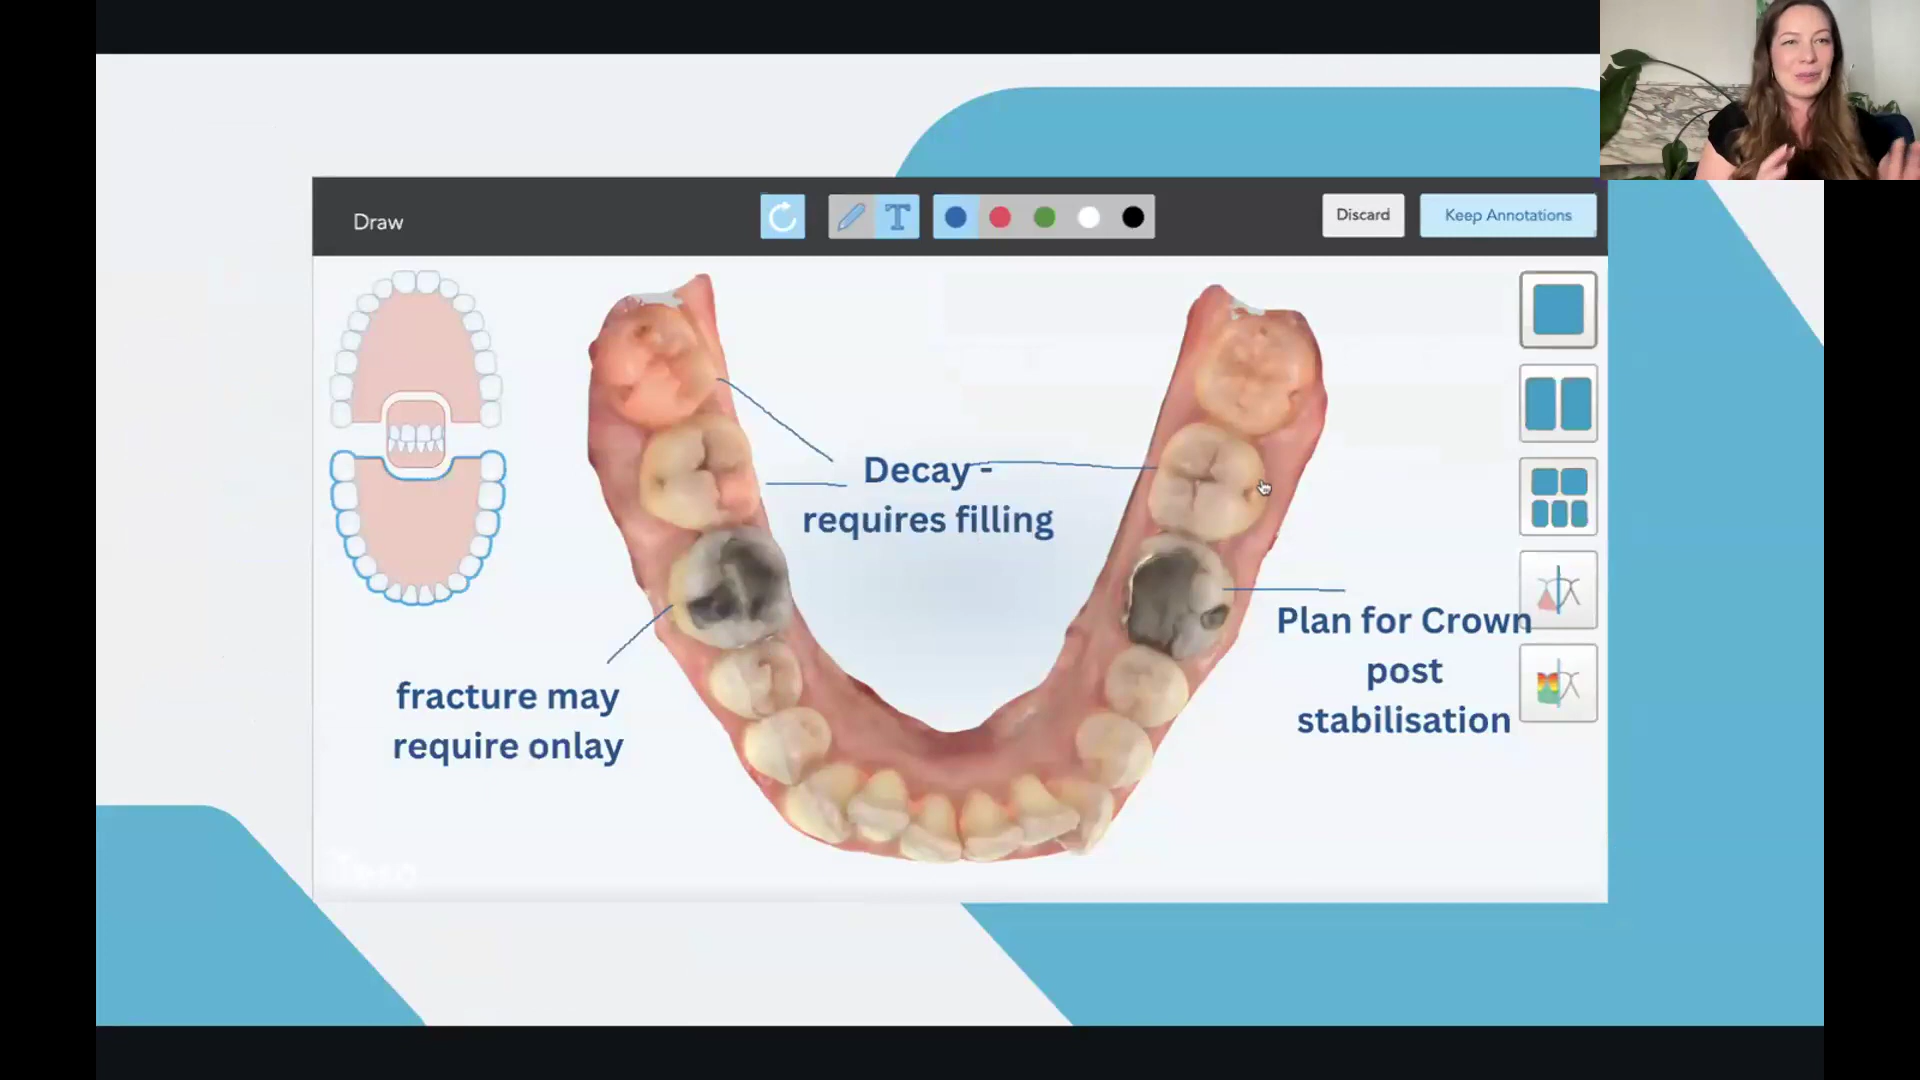 Draw
T
Discard
Keep Annotations
Decay -
requires filling
fracture may
require onlay
Plan for Crown
post
stabilisation